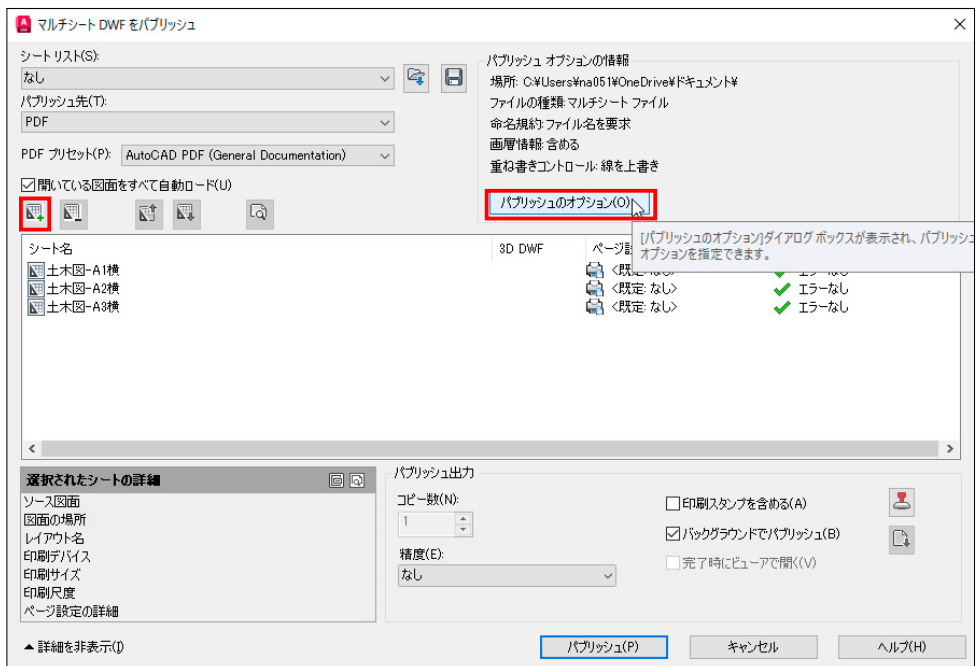 マルチシート DWF をパブリッシュ
シート リスト(S):
なし
パブリッシュ先(T):
PDF
PDF プリセット(P): AutoCAD PDF (General Documentation)
☑開いている図面をすべて自動ロード(U)
パブリッシュ オプションの情報
場所: C:¥Users¥na051¥OneDrive¥ドキュメント¥
ファイルの種類: マルチシート ファイル
命名規約: ファイル名を要求
画層情報: 含める
重ね書きコントロール: 線を上書き
パブリッシュのオプション(O)
[パブリッシュのオプション]ダイアログ ボックスが表示され、パブリッシュ
オプションを指定できます。
シート名 3D DWF ページ
土木図-A1横
土木図-A2横 <既定: なし> エラーなし
土木図-A3横 <既定: なし> エラーなし
選択されたシートの詳細
ソース図面
図面の場所
レイアウト名
印刷デバイス
印刷サイズ
印刷尺度
ページ設定の詳細
パブリッシュ出力
コピー数(N):
1
精度(E):
なし
印刷スタンプを含める(A)
バックグラウンドでパブリッシュ(B)
完了時にビューアで開く(V)
詳細を非表示(I)
パブリッシュ(P) キャンセル ヘルプ(H)